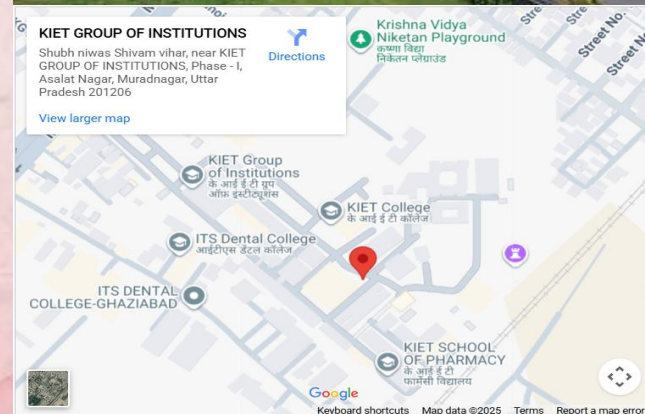 KIET GROUP OF INSTITUTIONS
Shubh niwas Shivam vihar, near KIET
GROUP OF INSTITUTIONS, Phase - I,
Asalat Nagar, Muradnagar, Uttar
Pradesh 201206
Directions
View larger map
Krishna Vidya
Niketan Playground
कृष्णा विद्या
निकेतन प्लेग्राउंड
Street No.
KIET Group
of Institutions
के आई ई टी ग्रुप
ऑफ़ इंस्टीट्यूशंस
KIET College
के आई ई टी कॉलेज
ITS Dental College
आईटीएस डेंटल कॉलेज
ITS DENTAL
COLLEGE-GHAZIABAD
KIET SCHOOL
OF PHARMACY
के आई ई टी
फार्मेसी विद्यालय
Google
Keyboard shortcuts Map data ©2025 Terms Report a map error